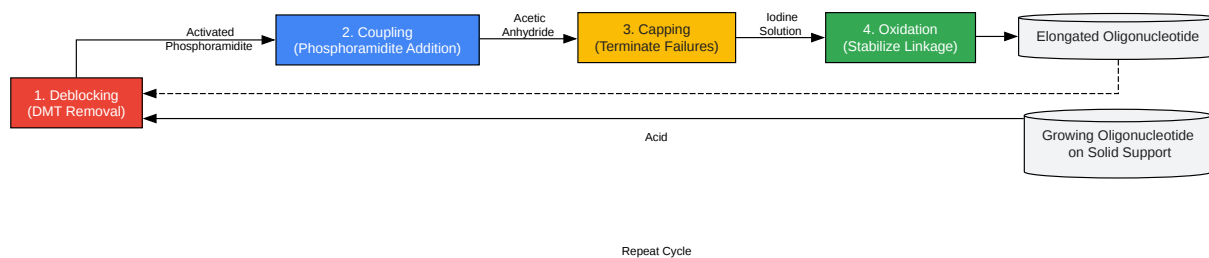 Activated
Phosphoramidite
2. Coupling
(Phosphoramidite Addition)
Acetic
Anhydride
3. Capping
(Terminate Failures)
Iodine
Solution
4. Oxidation
(Stabilize Linkage)
Elongated Oligonucleotide
1. Deblocking
(DMT Removal)
Acid
Growing Oligonucleotide
on Solid Support
Repeat Cycle